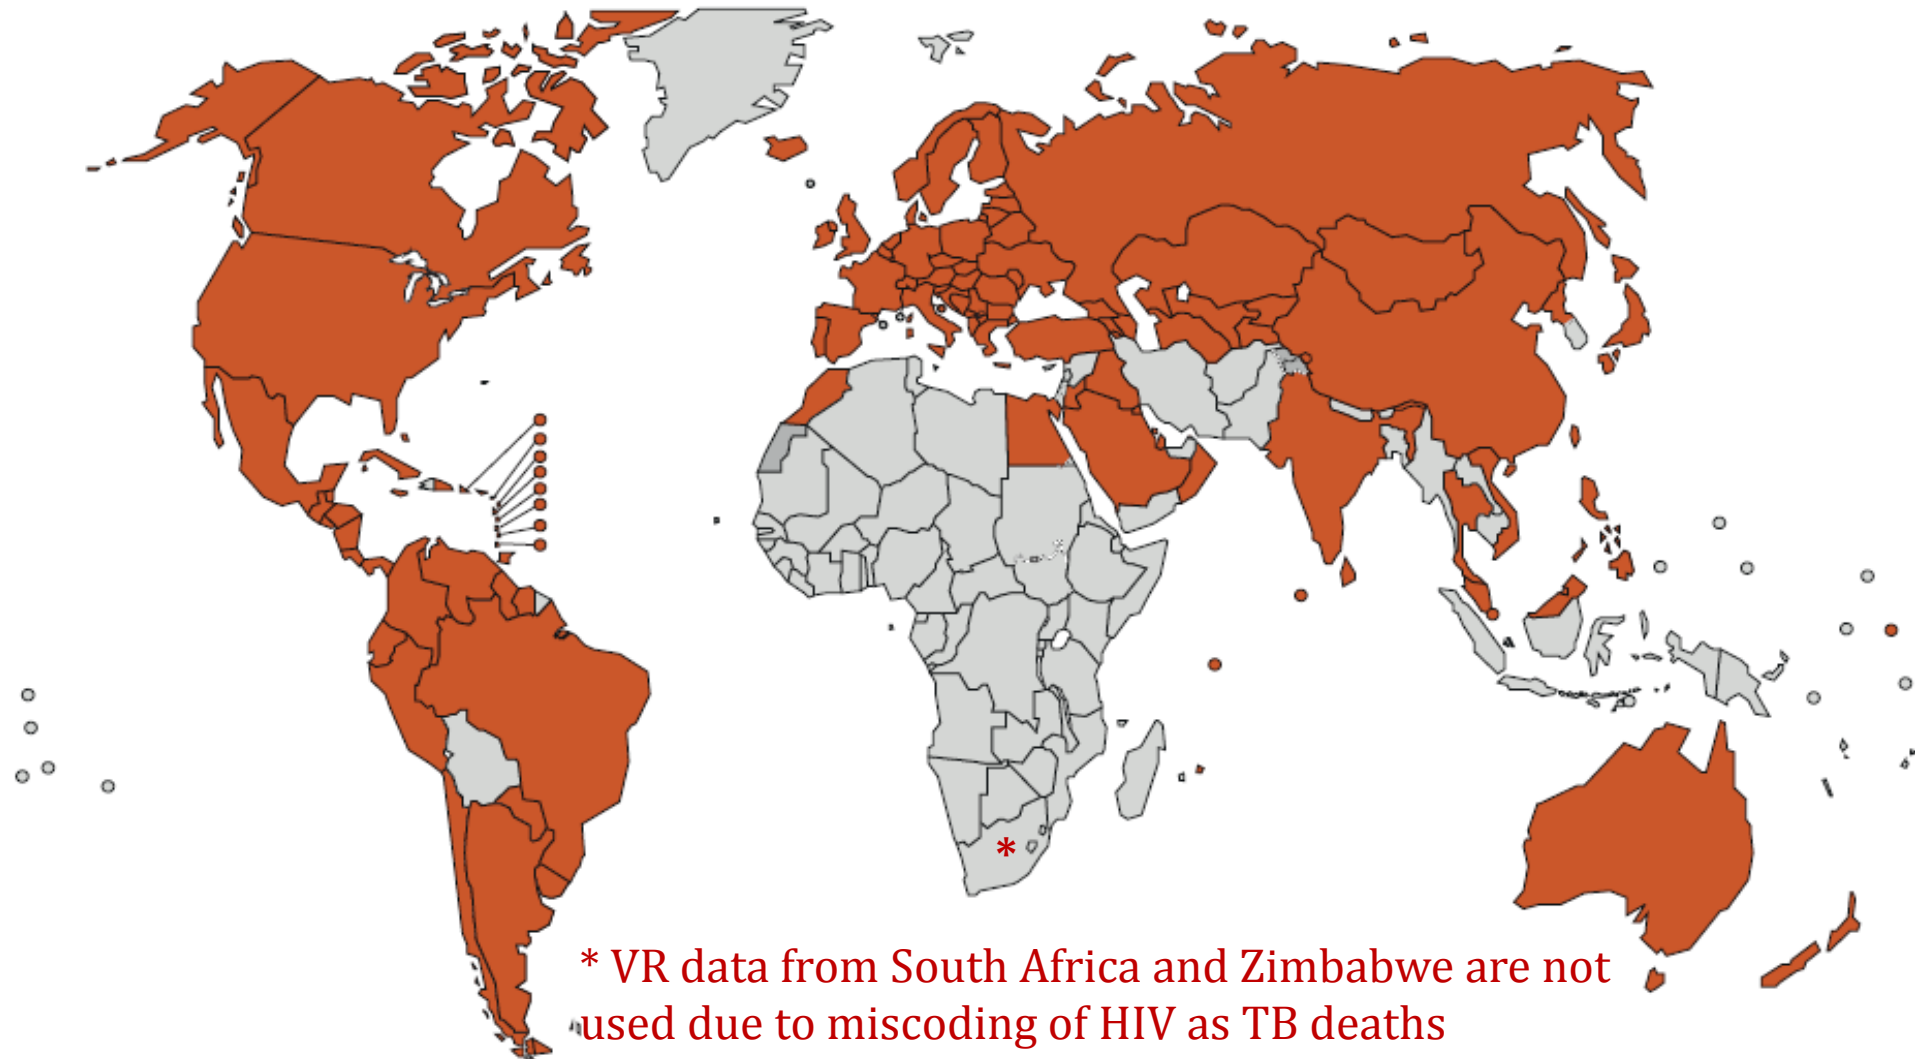 *
* VR data from South Africa and Zimbabwe are not
used due to miscoding of HIV as TB deaths